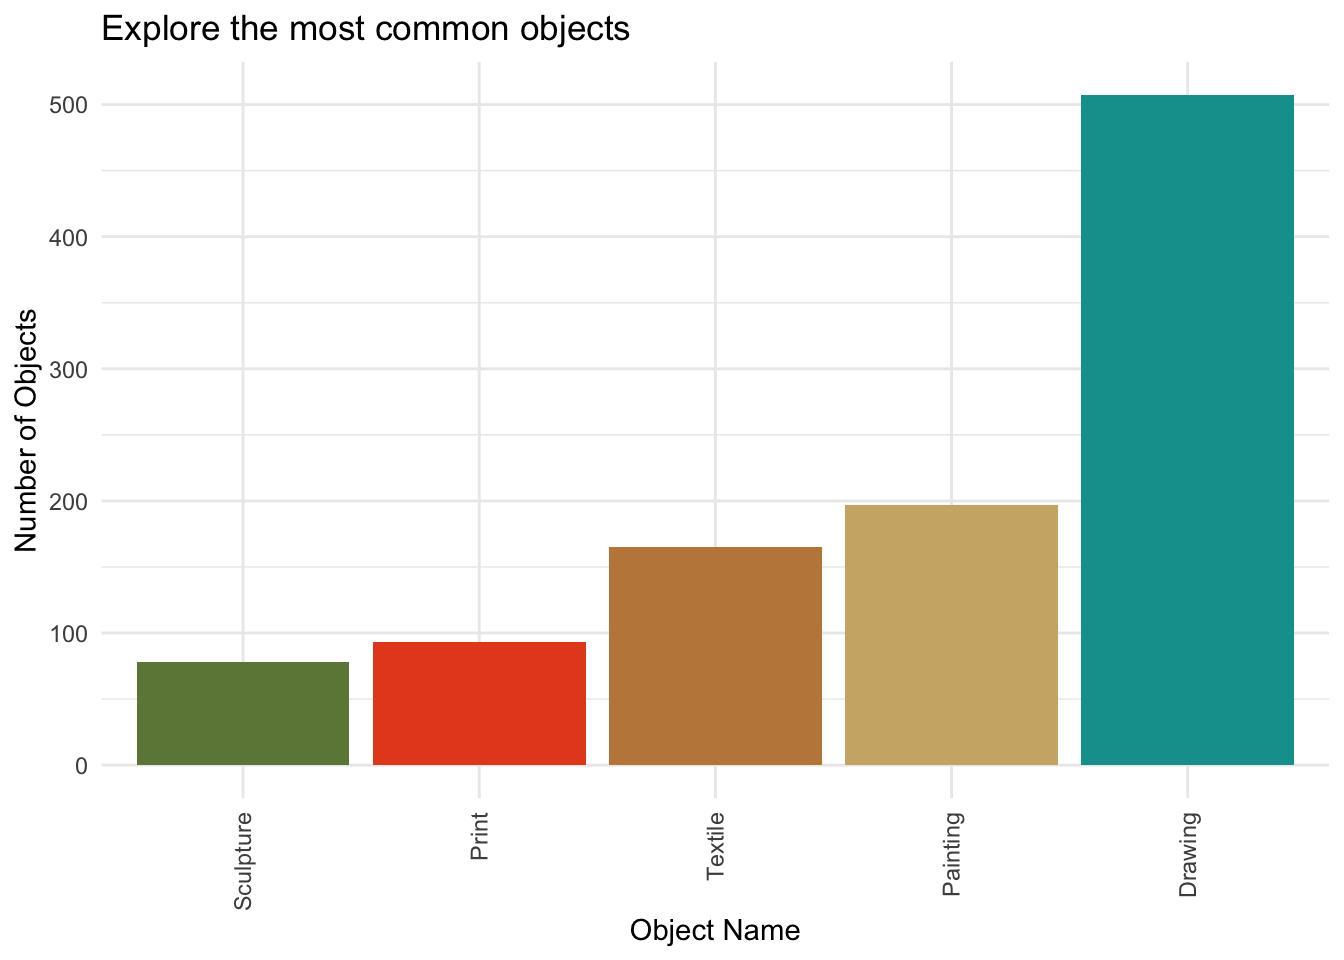 Explore the most common objects
Number of Objects
500
400
300
200
100
0
Sculpture
Print
Textile
Painting
Drawing
Object Name